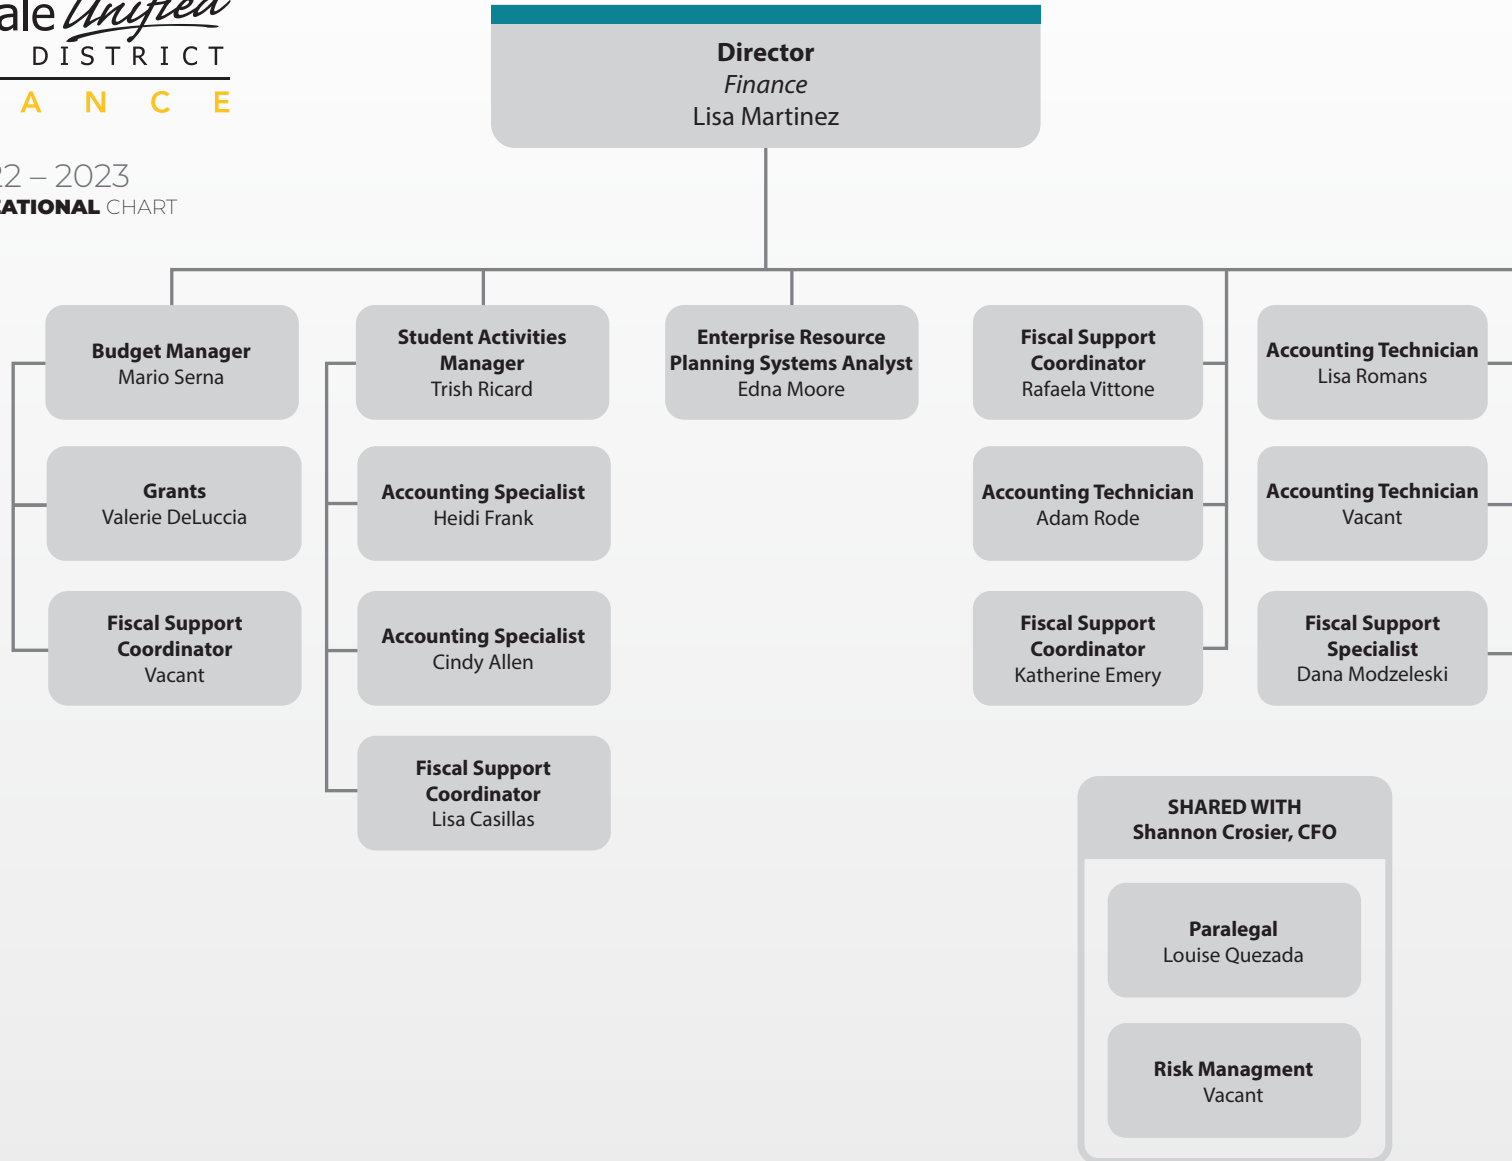 ale Unified
DISTRICT
A N C E
22 – 2023
ATIONAL CHART
Director
Finance
Lisa Martinez
Budget Manager
Mario Serna
Grants
Valerie DeLuccia
Fiscal Support
Coordinator
Vacant
Student Activities
Manager
Trish Ricard
Accounting Specialist
Heidi Frank
Accounting Specialist
Cindy Allen
Fiscal Support
Coordinator
Lisa Casillas
Enterprise Resource
Planning Systems Analyst
Edna Moore
Fiscal Support
Coordinator
Rafaela Vittone
Accounting Technician
Adam Rode
Fiscal Support
Coordinator
Katherine Emery
Accounting Technician
Lisa Romans
Accounting Technician
Vacant
Fiscal Support
Specialist
Dana Modzeleski
SHARED WITH
Shannon Crosier, CFO
Paralegal
Louise Quezada
Risk Managment
Vacant